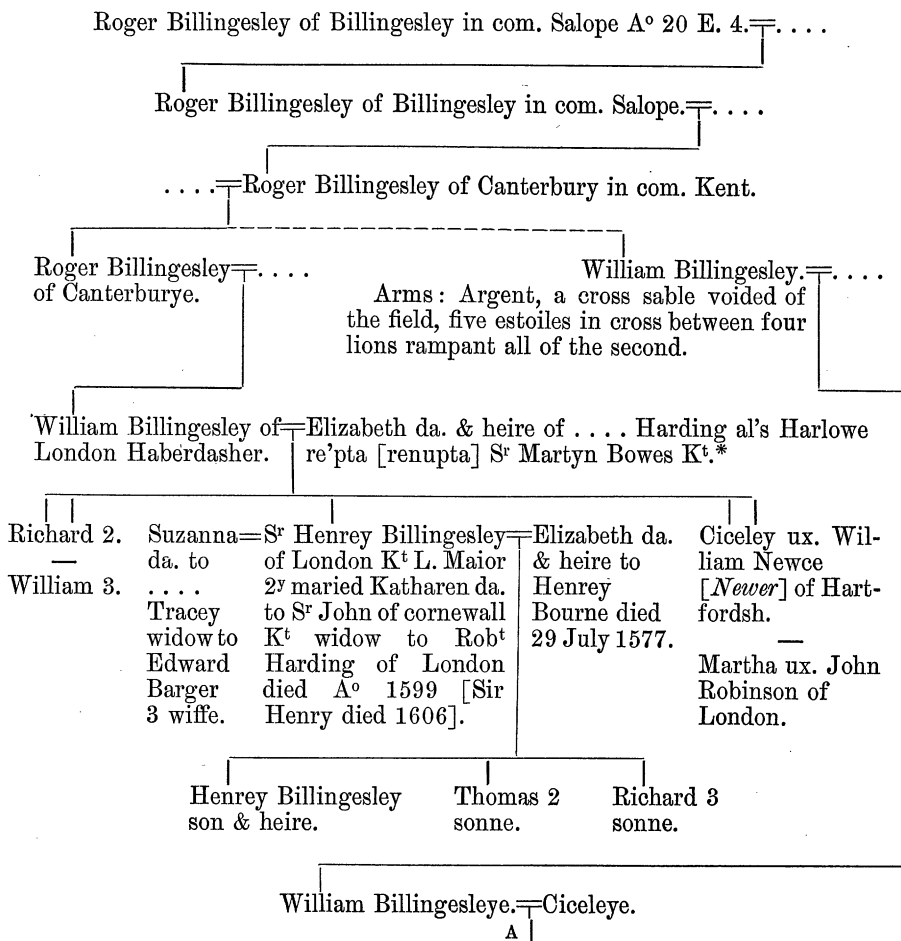 Roger Billingesley of Billingesley in com. Salope Aº 20 E. 4.=. . . .
Roger Billingesley of Billingesley in com. Salope.=. . . .
. . . .=Roger Billingesley of Canterbury in com. Kent.
Roger Billingesley=. . . .
of Canterburye.
William Billingesley.=. . . .
Arms: Argent, a cross sable voided of
the field, five estoiles in cross between four
lions rampant all of the second.
William Billingesley of=Elizabeth da. & heire of . . . . Harding al's Harlowe
London Haberdasher. re'pta [renupta] Sʳ Martyn Bowes Kᵗ.*
Richard 2.
—
William 3.
Suzanna=
da. to
. . . .
Tracey
widow to
Edward
Barger
3 wiffe.
Sʳ Henrey Billingesley=
of London Kᵗ L. Maior
2ʸ maried Katharen da.
to Sʳ John of cornewall
Kᵗ widow to Robᵗ
Harding of London
died Aº 1599 [Sir
Henry died 1606].
Elizabeth da.
& heire to
Henrey
Bourne died
29 July 1577.
Ciceley ux. Wil-
liam Newce
[Newer] of Hart-
fordsh.
—
Martha ux. John
Robinson of
London.
Henrey Billingesley
son & heire.
Thomas 2
sonne.
Richard 3
sonne.
William Billingesleye.=Ciceleye.
A